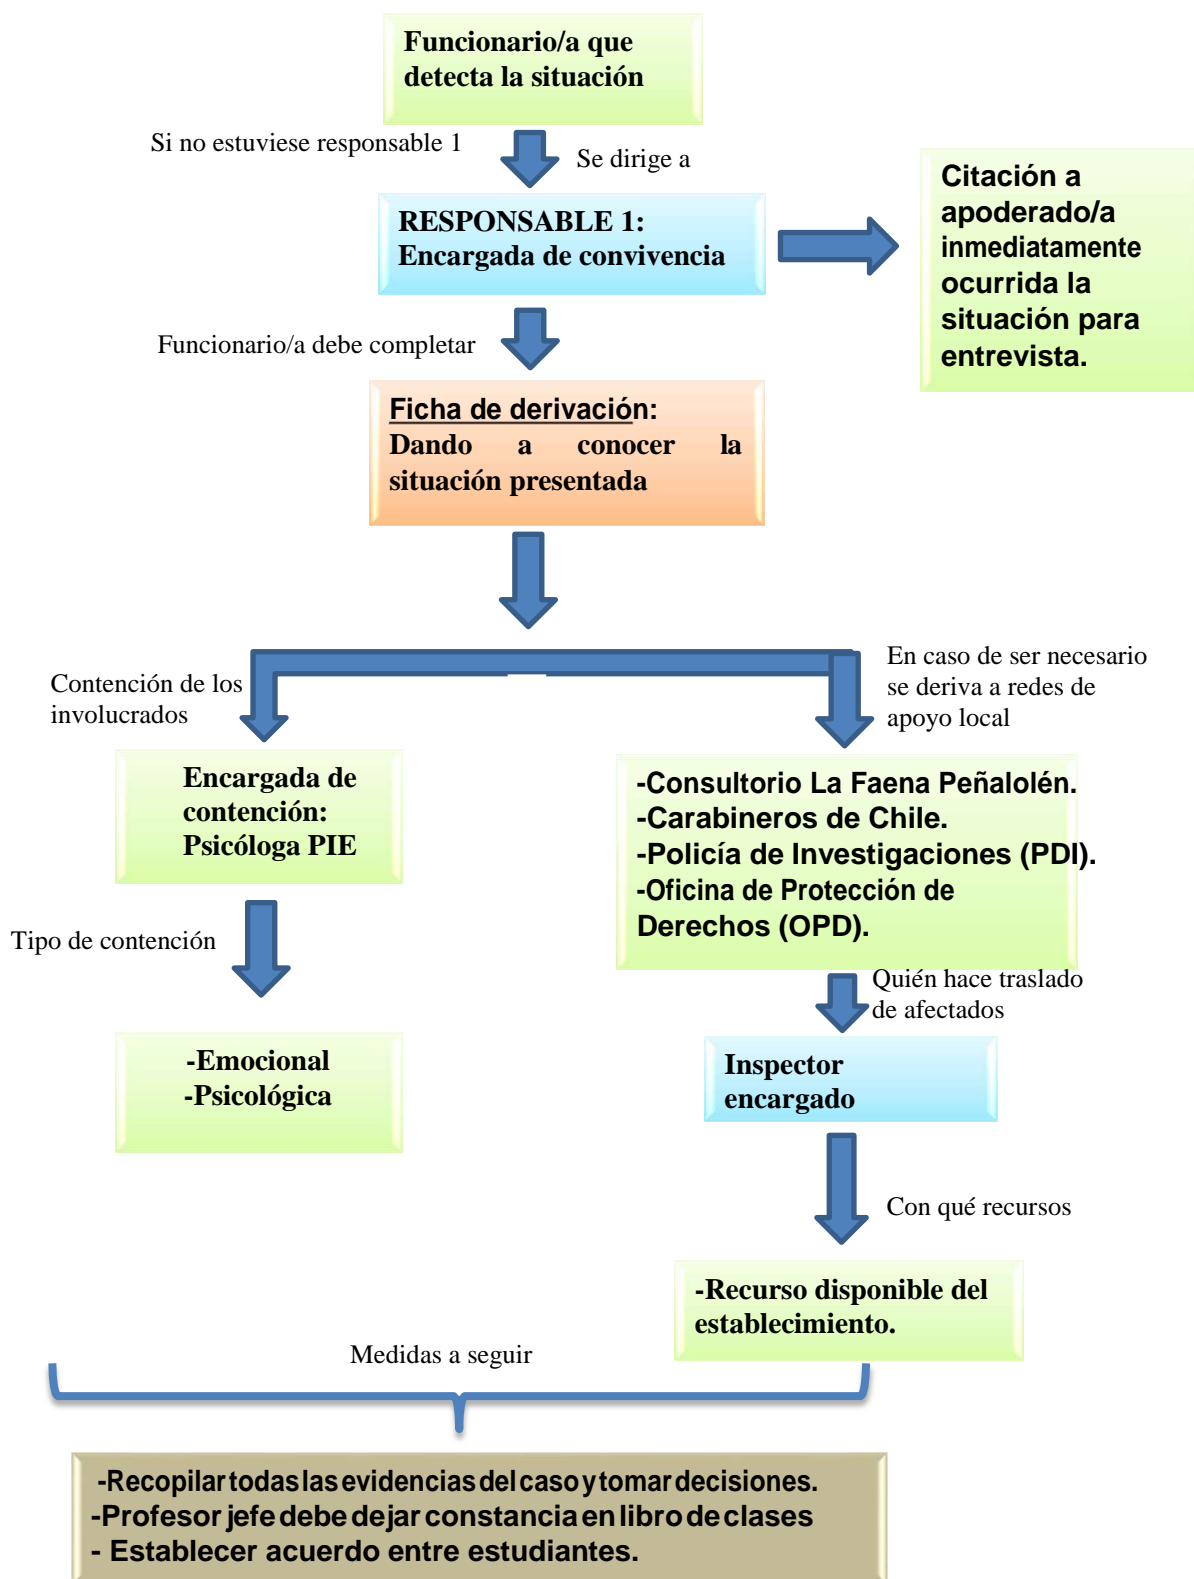 Funcionario/a que
detecta la situación
Si no estuviese responsable 1
Se dirige a
RESPONSABLE 1:
Encargada de convivencia
Citación a
apoderado/a
inmediatamente
ocurrida la
situación para
entrevista.
Funcionario/a debe completar
Ficha de derivación:
Dando a conocer la
situación presentada
Contención de los
involucrados
En caso de ser necesario
se deriva a redes de
apoyo local
Encargada de
contención:
Psicóloga PIE
-Consultorio La Faena Peñalolén.
-Carabineros de Chile.
-Policía de Investigaciones (PDI).
-Oficina de Protección de
Derechos (OPD).
Tipo de contención
Quién hace traslado
de afectados
-Emocional
-Psicológica
Inspector
encargado
Con qué recursos
-Recurso disponible del
establecimiento.
Medidas a seguir
-Recopilar todas las evidencias del caso y tomar decisiones.
-Profesor jefe debe dejar constancia en libro de clases
- Establecer acuerdo entre estudiantes.